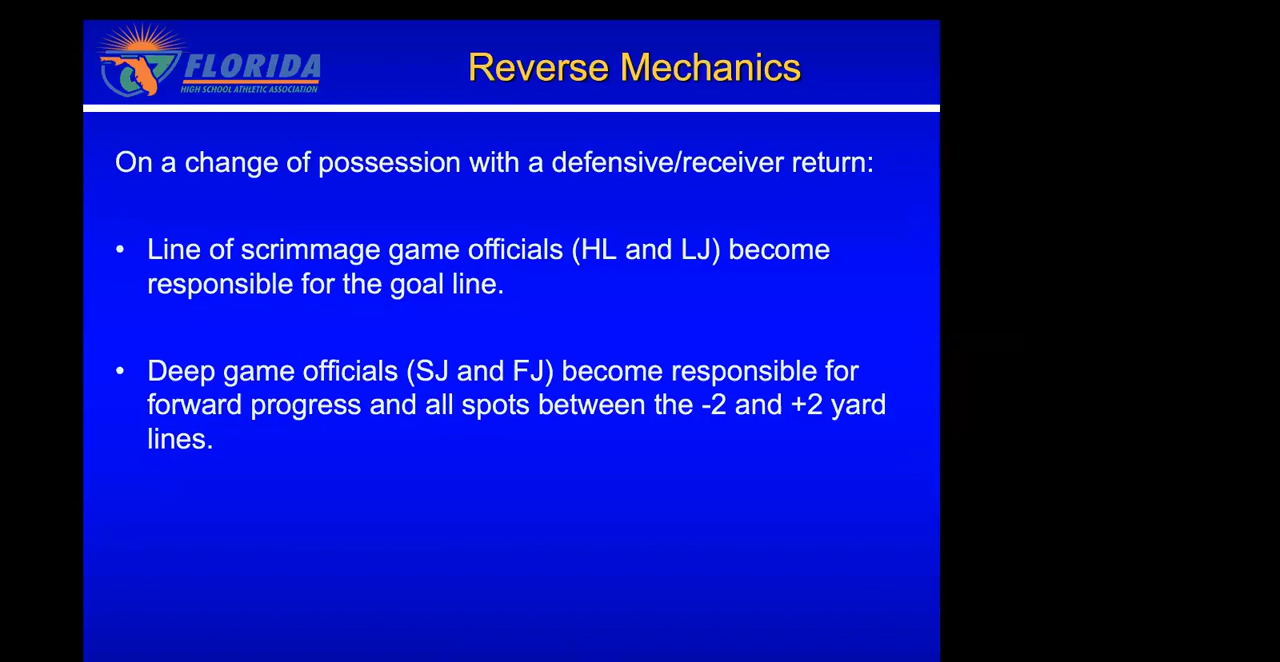 FLORIDA
HIGH SCHOOL ATHLETIC ASSOCIATION
Reverse Mechanics
On a change of possession with a defensive/receiver return:
• Line of scrimmage game officials (HL and LJ) become
responsible for the goal line.
• Deep game officials (SJ and FJ) become responsible for
forward progress and all spots between the -2 and +2 yard
lines.